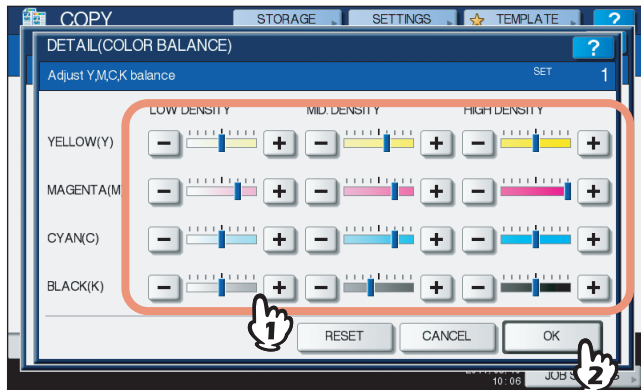 COPY STORAGE SETTINGS TEMPLATE ?
DETAIL(COLOR BALANCE) ?
Adjust Y,M,C,K balance SET 1
LOW DENSITY MID. DENSITY HIGH DENSITY
YELLOW(Y) − + − + − +
MAGENTA(M − + − + − +
CYAN(C) − + − + − +
BLACK(K) − + − + − +
1
RESET CANCEL OK
2
10:06 JOB S